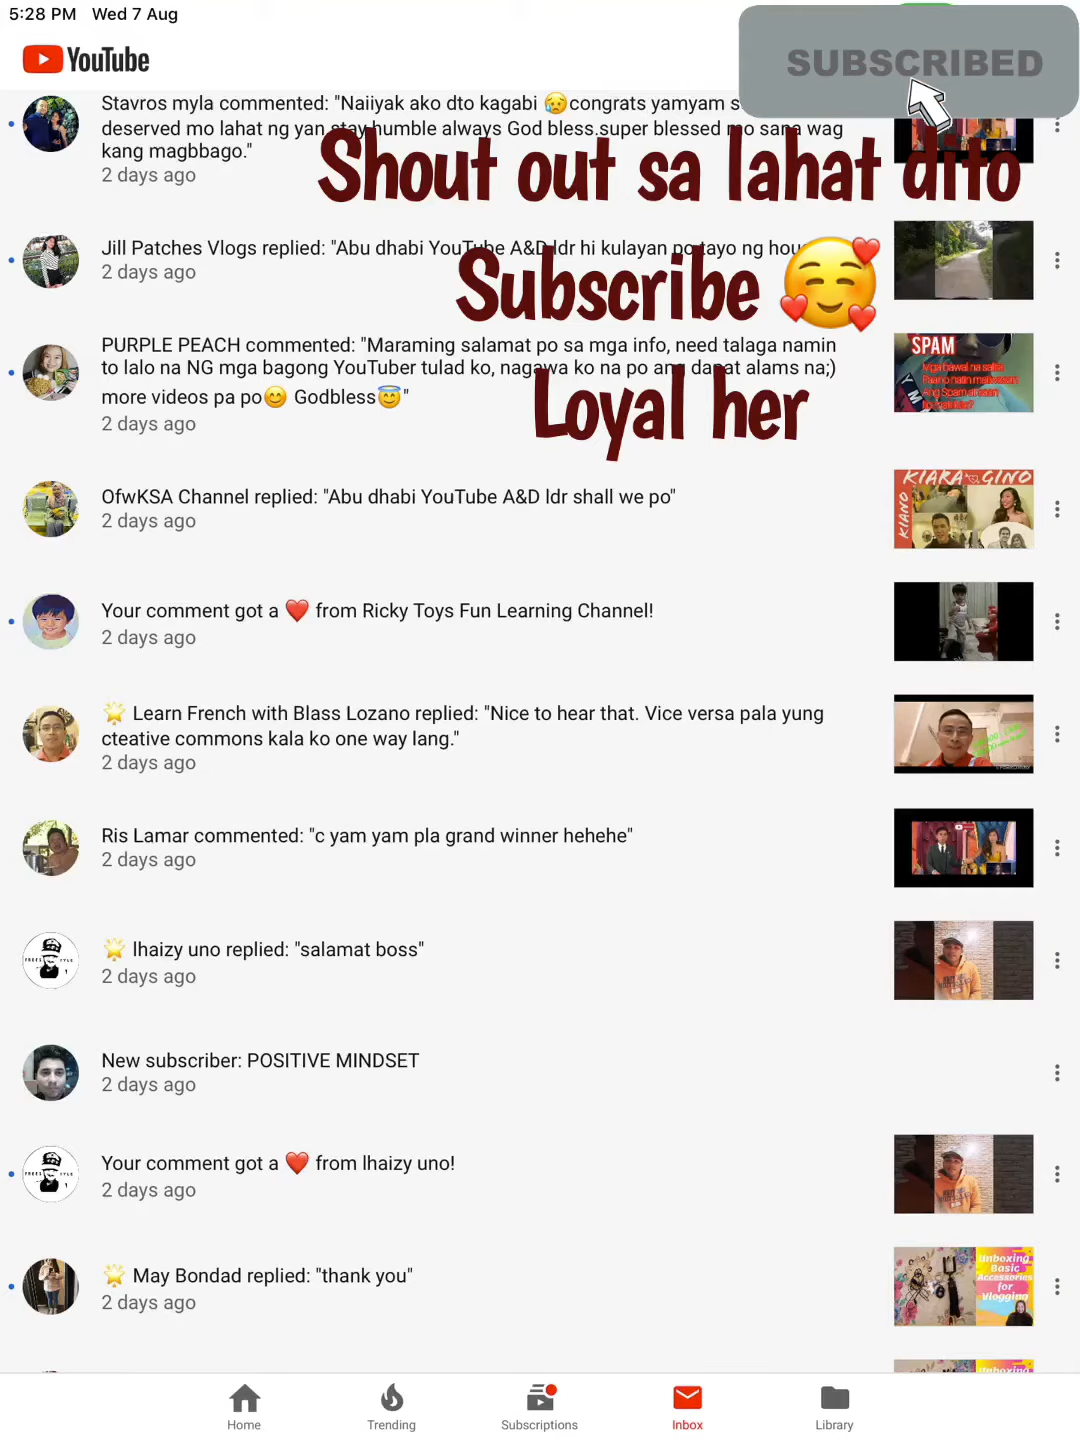 5:28 PM Wed 7 Aug
YouTube
SUBSCRIBED
Stavros myla commented: "Naiiyak ako dto kagabi 😥congrats yamyam s
deserved mo lahat ng yan stay humble always God bless.super blessed mo sana wag
kang magbbago."
2 days ago
Shout out sa lahat dito
Jill Patches Vlogs replied: "Abu dhabi YouTube A&D ldr hi kulayan po tayo ng
2 days ago
Subscribe 🥰
PURPLE PEACH commented: "Maraming salamat po sa mga info, need talaga namin
to lalo na NG mga bagong YouTuber tulad ko, nagawa ko na po ang dapat alams na;)
more videos pa po😊 Godbless😇"
2 days ago
SPAM
Loyal her
OfwKSA Channel replied: "Abu dhabi YouTube A&D ldr shall we po"
2 days ago
KIARA GINO
KIANO
Your comment got a ❤️ from Ricky Toys Fun Learning Channel!
2 days ago
🌟 Learn French with Blass Lozano replied: "Nice to hear that. Vice versa pala yung
cteative commons kala ko one way lang."
2 days ago
Ris Lamar commented: "c yam yam pla grand winner hehehe"
2 days ago
🌟 lhaizy uno replied: "salamat boss"
2 days ago
New subscriber: POSITIVE MINDSET
2 days ago
Your comment got a ❤️ from lhaizy uno!
2 days ago
🌟 May Bondad replied: "thank you"
2 days ago
Unboxing
Basic
Accessories
for
Vlogging
Unboxing
Home Trending Subscriptions Inbox Library